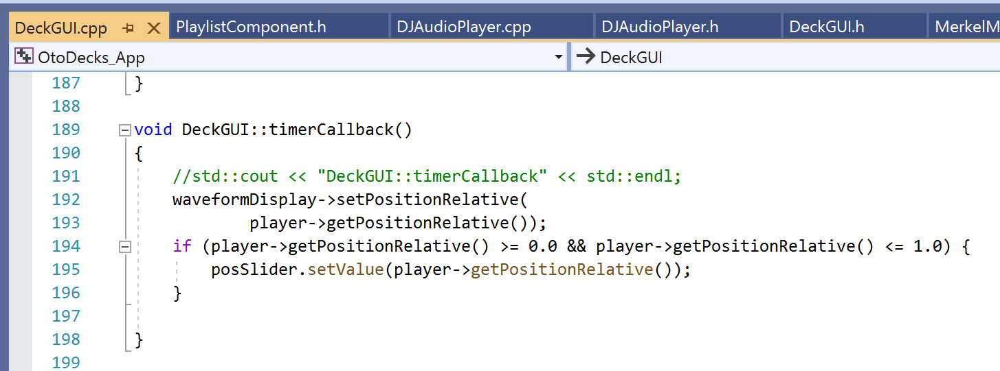 DeckGUI.cpp PlaylistComponent.h DJAudioPlayer.cpp DJAudioPlayer.h DeckGUI.h MerkelM
OtoDecks_App DeckGUI
187 }
188
189 void DeckGUI::timerCallback()
190 {
191 //std::cout << "DeckGUI::timerCallback" << std::endl;
192 waveformDisplay->setPositionRelative(
193 player->getPositionRelative());
194 if (player->getPositionRelative() >= 0.0 && player->getPositionRelative() <= 1.0) {
195 posSlider.setValue(player->getPositionRelative());
196 }
197
198 }
199